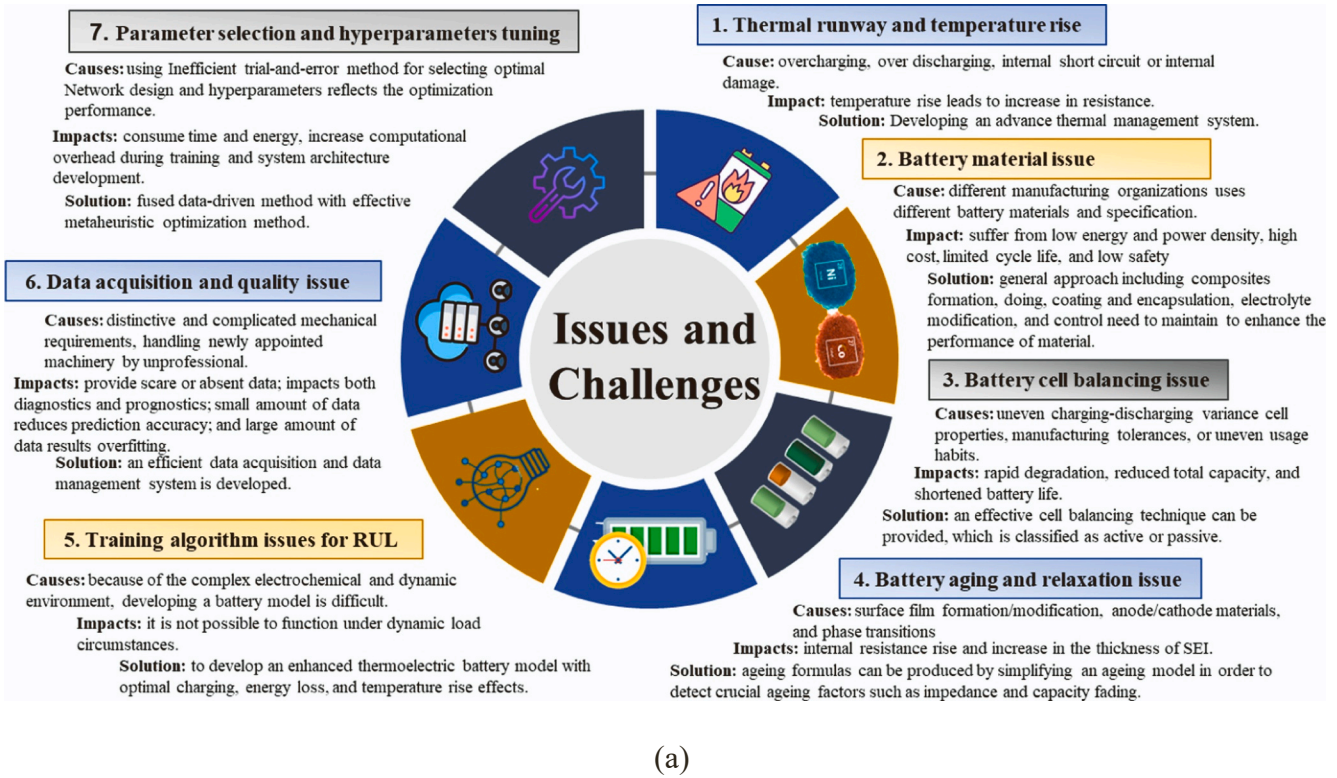 7. Parameter selection and hyperparameters tuning
Causes: using Inefficient trial-and-error method for selecting optimal
Network design and hyperparameters reflects the optimization
performance.
Impacts: consume time and energy, increase computational
overhead during training and system architecture
development.
Solution: fused data-driven method with effective
metaheuristic optimization method.
1. Thermal runway and temperature rise
Cause: overcharging, over discharging, internal short circuit or internal
damage.
Impact: temperature rise leads to increase in resistance.
Solution: Developing an advance thermal management system.
2. Battery material issue
Cause: different manufacturing organizations uses
different battery materials and specification.
Impact: suffer from low energy and power density, high
cost, limited cycle life, and low safety
Solution: general approach including composites
formation, doing, coating and encapsulation, electrolyte
modification, and control need to maintain to enhance the
performance of material.
3. Battery cell balancing issue
Causes: uneven charging-discharging variance cell
properties, manufacturing tolerances, or uneven usage
habits.
Impacts: rapid degradation, reduced total capacity, and
shortened battery life.
Solution: an effective cell balancing technique can be
provided, which is classified as active or passive.
4. Battery aging and relaxation issue
Causes: surface film formation/modification, anode/cathode materials,
and phase transitions
Impacts: internal resistance rise and increase in the thickness of SEI.
Solution: ageing formulas can be produced by simplifying an ageing model in order to
detect crucial ageing factors such as impedance and capacity fading.
6. Data acquisition and quality issue
Causes: distinctive and complicated mechanical
requirements, handling newly appointed
machinery by unprofessional.
Impacts: provide scare or absent data; impacts both
diagnostics and prognostics; small amount of data
reduces prediction accuracy; and large amount of
data results overfitting.
Solution: an efficient data acquisition and data
management system is developed.
5. Training algorithm issues for RUL
Causes: because of the complex electrochemical and dynamic
environment, developing a battery model is difficult.
Impacts: it is not possible to function under dynamic load
circumstances.
Solution: to develop an enhanced thermoelectric battery model with
optimal charging, energy loss, and temperature rise effects.
Issues and
Challenges
Ni
Co
(a)